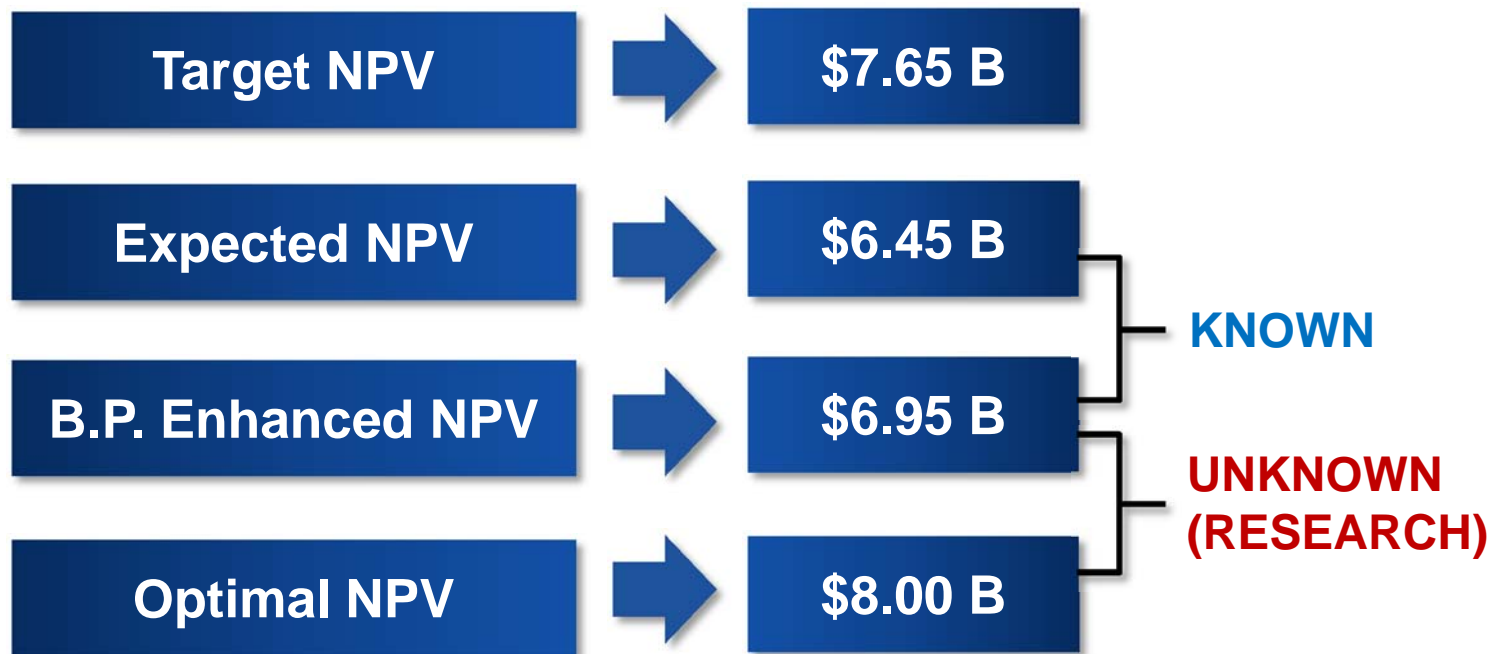 Target NPV
$7.65 B
Expected NPV
$6.45 B
KNOWN
B.P. Enhanced NPV
$6.95 B
UNKNOWN
(RESEARCH)
Optimal NPV
$8.00 B